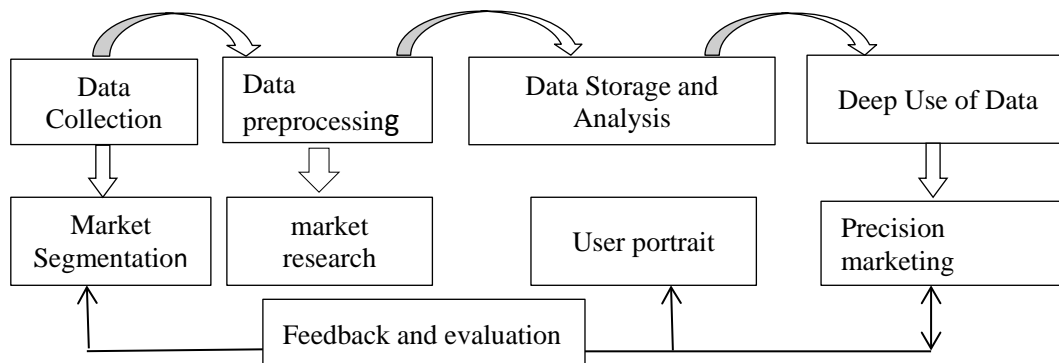 Data
Collection
Data
preprocessing
Data Storage and
Analysis
Deep Use of Data
Market
Segmentation
market
research
User portrait
Precision
marketing
Feedback and evaluation